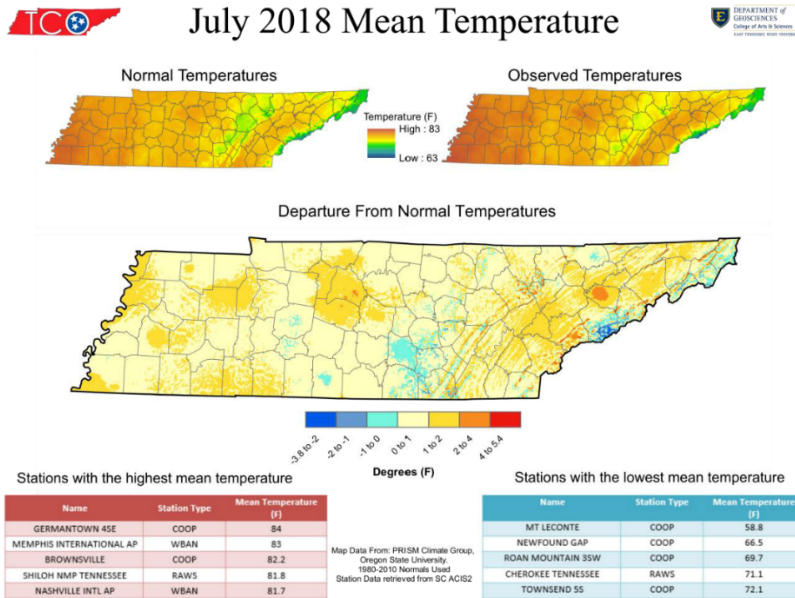 TCO
July 2018 Mean Temperature
E
DEPARTMENT of
GEOSCIENCES
College of Arts & Sciences
EAST TENNESSEE STATE UNIVERSITY
Normal Temperatures
Observed Temperatures
Temperature (F)
High : 83
Low : 63
Departure From Normal Temperatures
-3.8 to -2
-2 to -1
-1 to 0
0 to 1
1 to 2
2 to 4
4 to 5.4
Degrees (F)
Stations with the highest mean temperature
Name Station Type Mean Temperature
(F)
GERMANTOWN 4SE COOP 84
MEMPHIS INTERNATIONAL AP WBAN 83
BROWNSVILLE COOP 82.2
SHILOH NMP TENNESSEE RAWS 81.8
NASHVILLE INTL AP WBAN 81.7
Map Data From: PRISM Climate Group,
Oregon State University.
1980-2010 Normals Used
Station Data retrieved from SC ACIS2
Stations with the lowest mean temperature
Name Station Type Mean Temperature
(F)
MT LECONTE COOP 58.8
NEWFOUND GAP COOP 66.5
ROAN MOUNTAIN 3SW COOP 69.7
CHEROKEE TENNESSEE RAWS 71.1
TOWNSEND 5S COOP 72.1